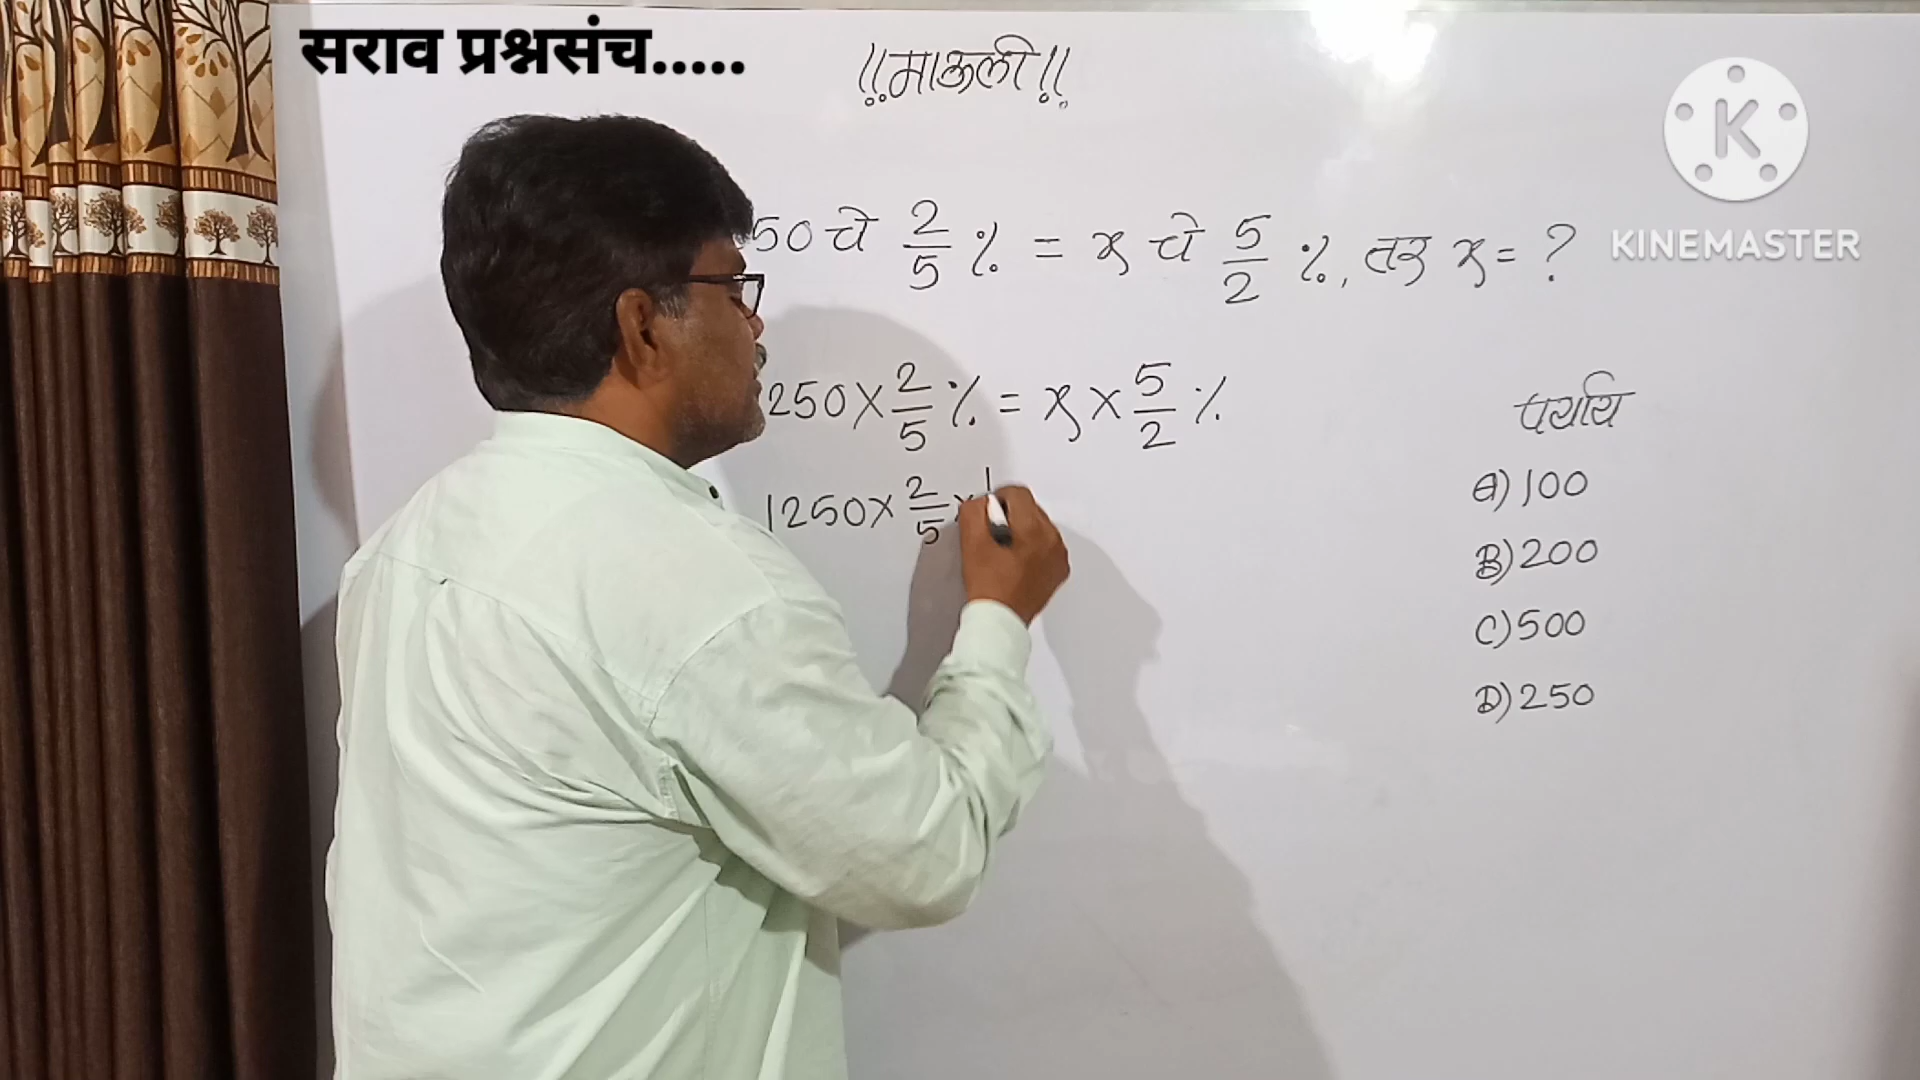 सराव प्रश्नसंच.....
!!माऊली!!
K
KINEMASTER
50 चे 2/5 % = x चे 5/2 %, तर x = ?
250 × 2/5 % = x × 5/2 %
1250 × 2/5 × 1
पर्याय
A) 100
B) 200
C) 500
D) 250